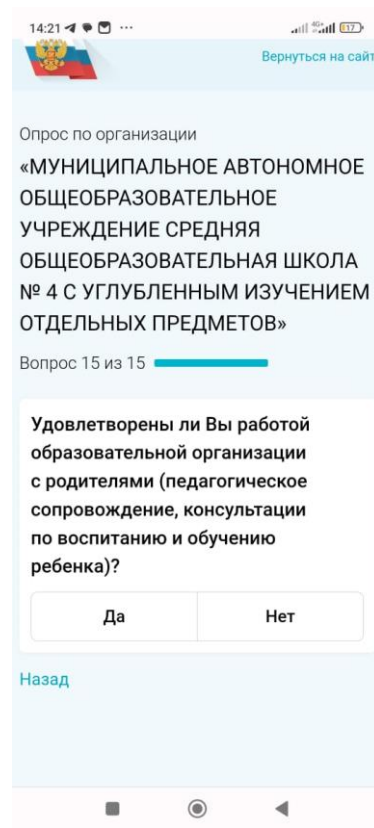 14:21
4G+ 17
Вернуться на сайт
Опрос по организации
«МУНИЦИПАЛЬНОЕ АВТОНОМНОЕ
ОБЩЕОБРАЗОВАТЕЛЬНОЕ
УЧРЕЖДЕНИЕ СРЕДНЯЯ
ОБЩЕОБРАЗОВАТЕЛЬНАЯ ШКОЛА
№ 4 С УГЛУБЛЕННЫМ ИЗУЧЕНИЕМ
ОТДЕЛЬНЫХ ПРЕДМЕТОВ»
Вопрос 15 из 15
Удовлетворены ли Вы работой
образовательной организации
с родителями (педагогическое
сопровождение, консультации
по воспитанию и обучению
ребенка)?
Да
Нет
Назад